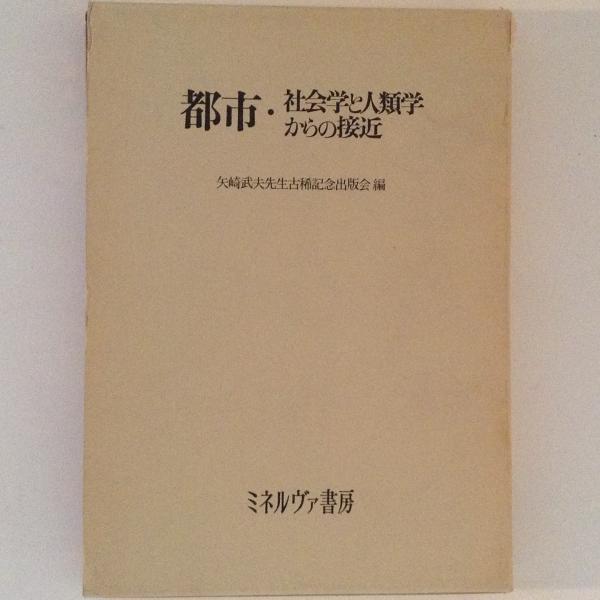 都市・社会学と人類学
からの接近
矢崎武夫先生古稀記念出版会 編
ミネルヴァ書房